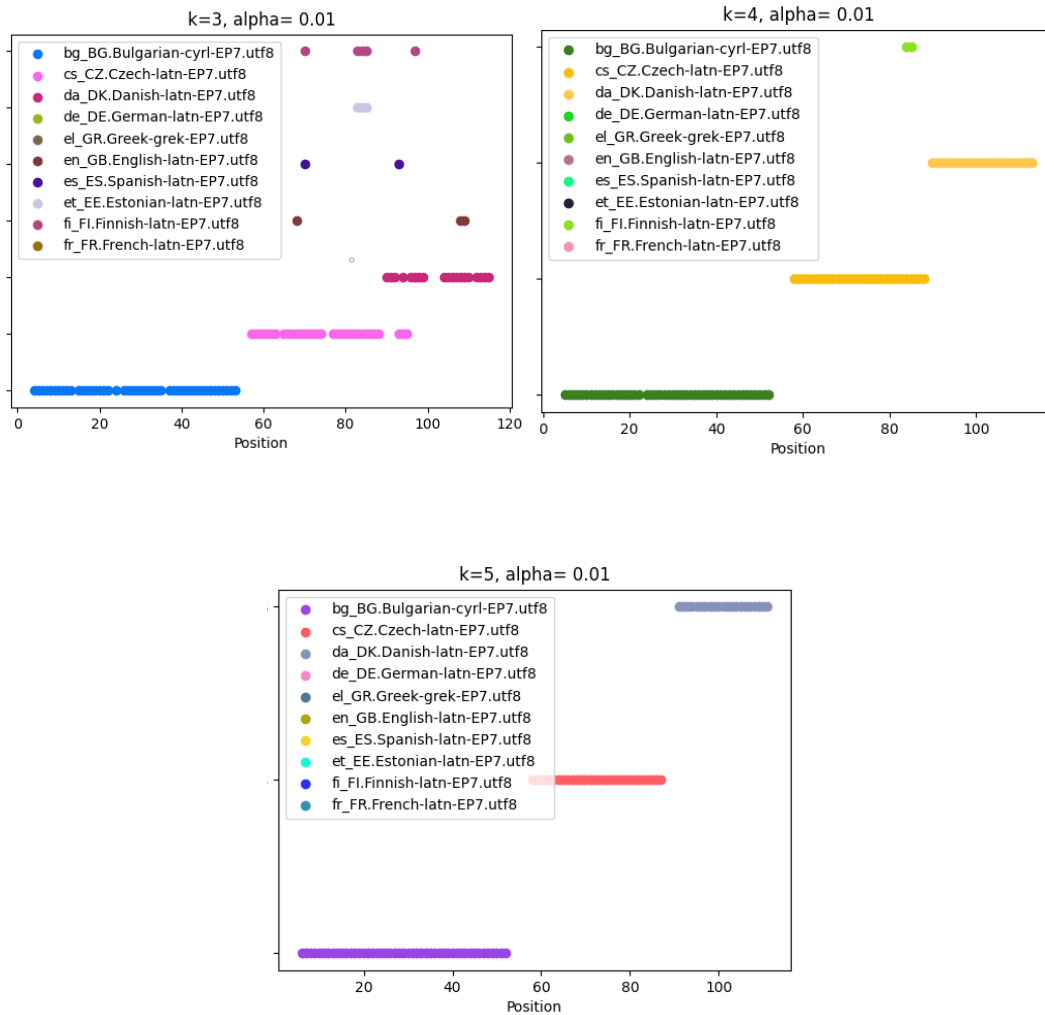 k=3, alpha= 0.01
bg_BG.Bulgarian-cyrl-EP7.utf8
cs_CZ.Czech-latn-EP7.utf8
da_DK.Danish-latn-EP7.utf8
de_DE.German-latn-EP7.utf8
el_GR.Greek-grek-EP7.utf8
en_GB.English-latn-EP7.utf8
es_ES.Spanish-latn-EP7.utf8
et_EE.Estonian-latn-EP7.utf8
fi_FI.Finnish-latn-EP7.utf8
fr_FR.French-latn-EP7.utf8
0 20 40 60 80 100 120
Position
k=4, alpha= 0.01
bg_BG.Bulgarian-cyrl-EP7.utf8
cs_CZ.Czech-latn-EP7.utf8
da_DK.Danish-latn-EP7.utf8
de_DE.German-latn-EP7.utf8
el_GR.Greek-grek-EP7.utf8
en_GB.English-latn-EP7.utf8
es_ES.Spanish-latn-EP7.utf8
et_EE.Estonian-latn-EP7.utf8
fi_FI.Finnish-latn-EP7.utf8
fr_FR.French-latn-EP7.utf8
0 20 40 60 80 100
Position
k=5, alpha= 0.01
bg_BG.Bulgarian-cyrl-EP7.utf8
cs_CZ.Czech-latn-EP7.utf8
da_DK.Danish-latn-EP7.utf8
de_DE.German-latn-EP7.utf8
el_GR.Greek-grek-EP7.utf8
en_GB.English-latn-EP7.utf8
es_ES.Spanish-latn-EP7.utf8
et_EE.Estonian-latn-EP7.utf8
fi_FI.Finnish-latn-EP7.utf8
fr_FR.French-latn-EP7.utf8
20 40 60 80 100
Position